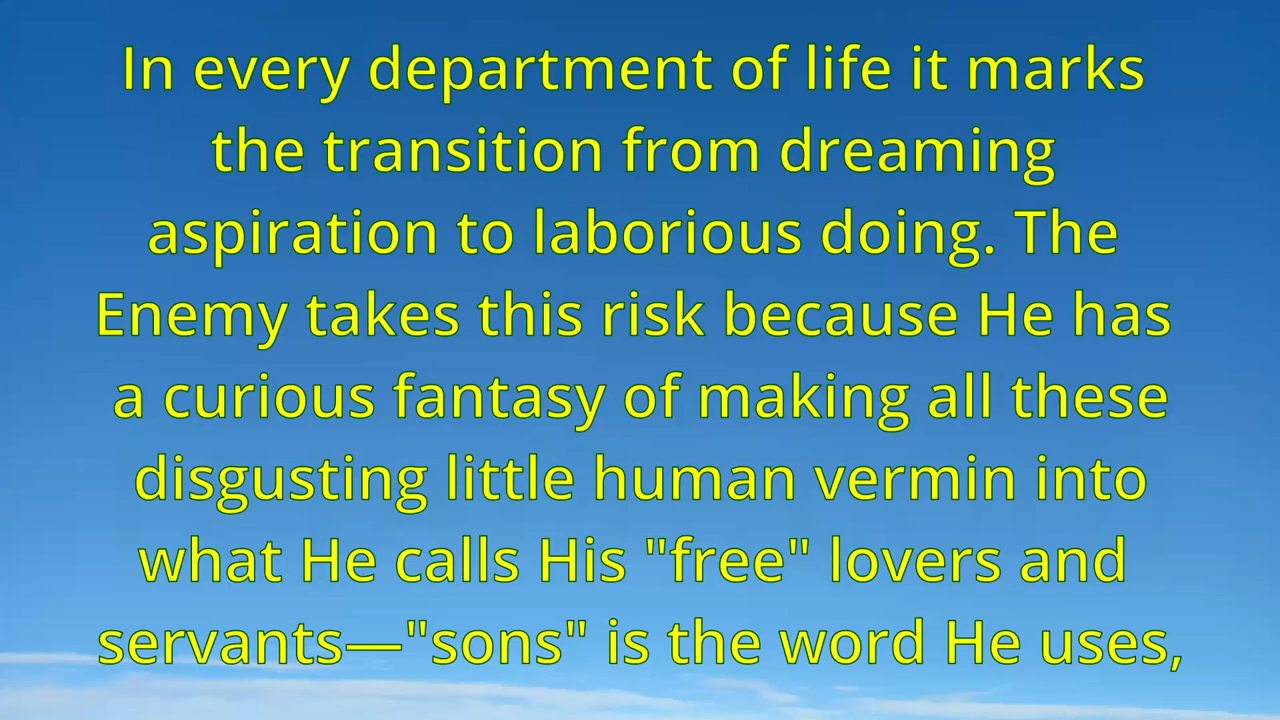 In every department of life it marks
the transition from dreaming
aspiration to laborious doing. The
Enemy takes this risk because He has
a curious fantasy of making all these
disgusting little human vermin into
what He calls His "free" lovers and
servants—"sons" is the word He uses,